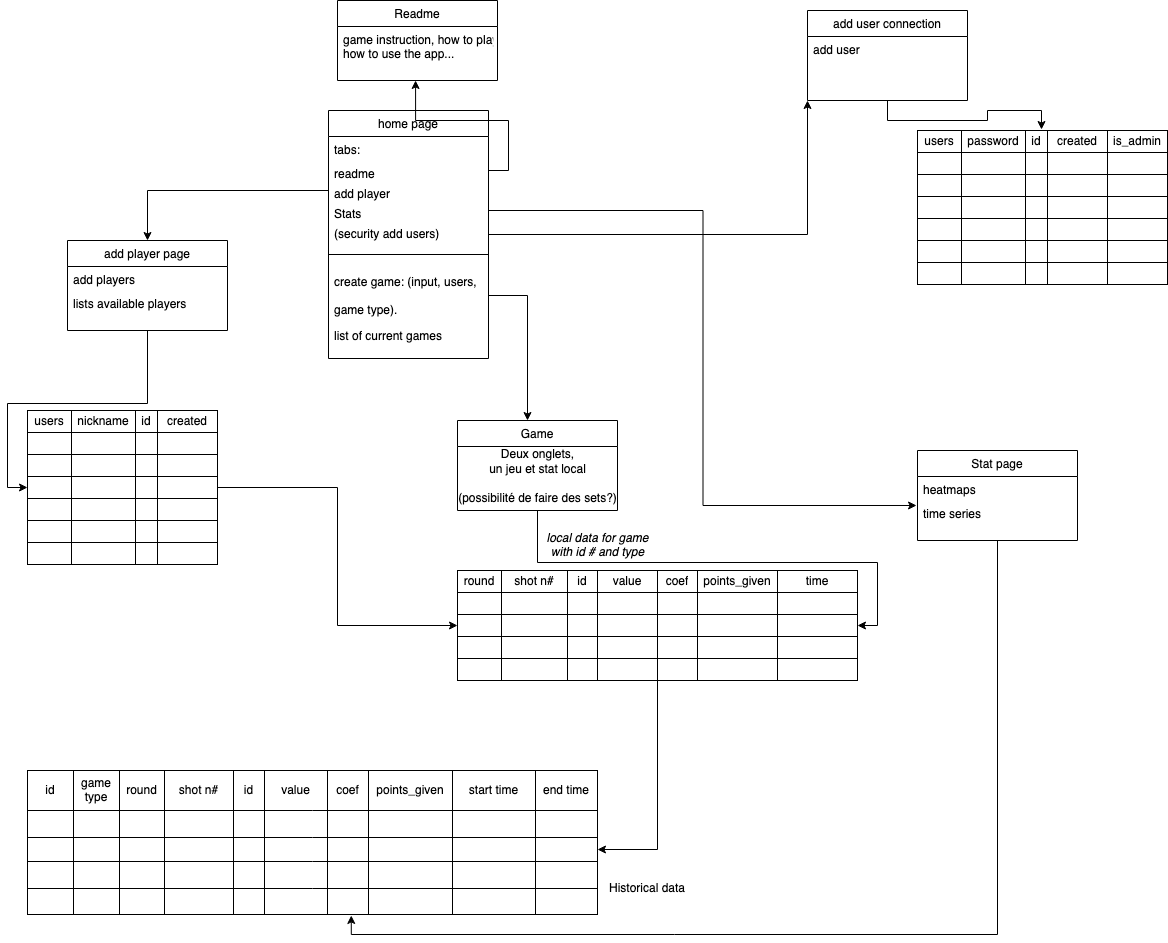 Readme
game instruction, how to pla
how to use the app...
add user connection
add user
home page
tabs:
readme
add player
Stats
(security add users)
create game: (input, users,
game type).
list of current games
users password id created is_admin
add player page
add players
lists available players
users nickname id created
Game
Deux onglets,
un jeu et stat local
(possibilité de faire des sets?)
Stat page
heatmaps
time series
local data for game
with id # and type
round shot n# id value coef points_given time
id game type round shot n# id value coef points_given start time end time
Historical data